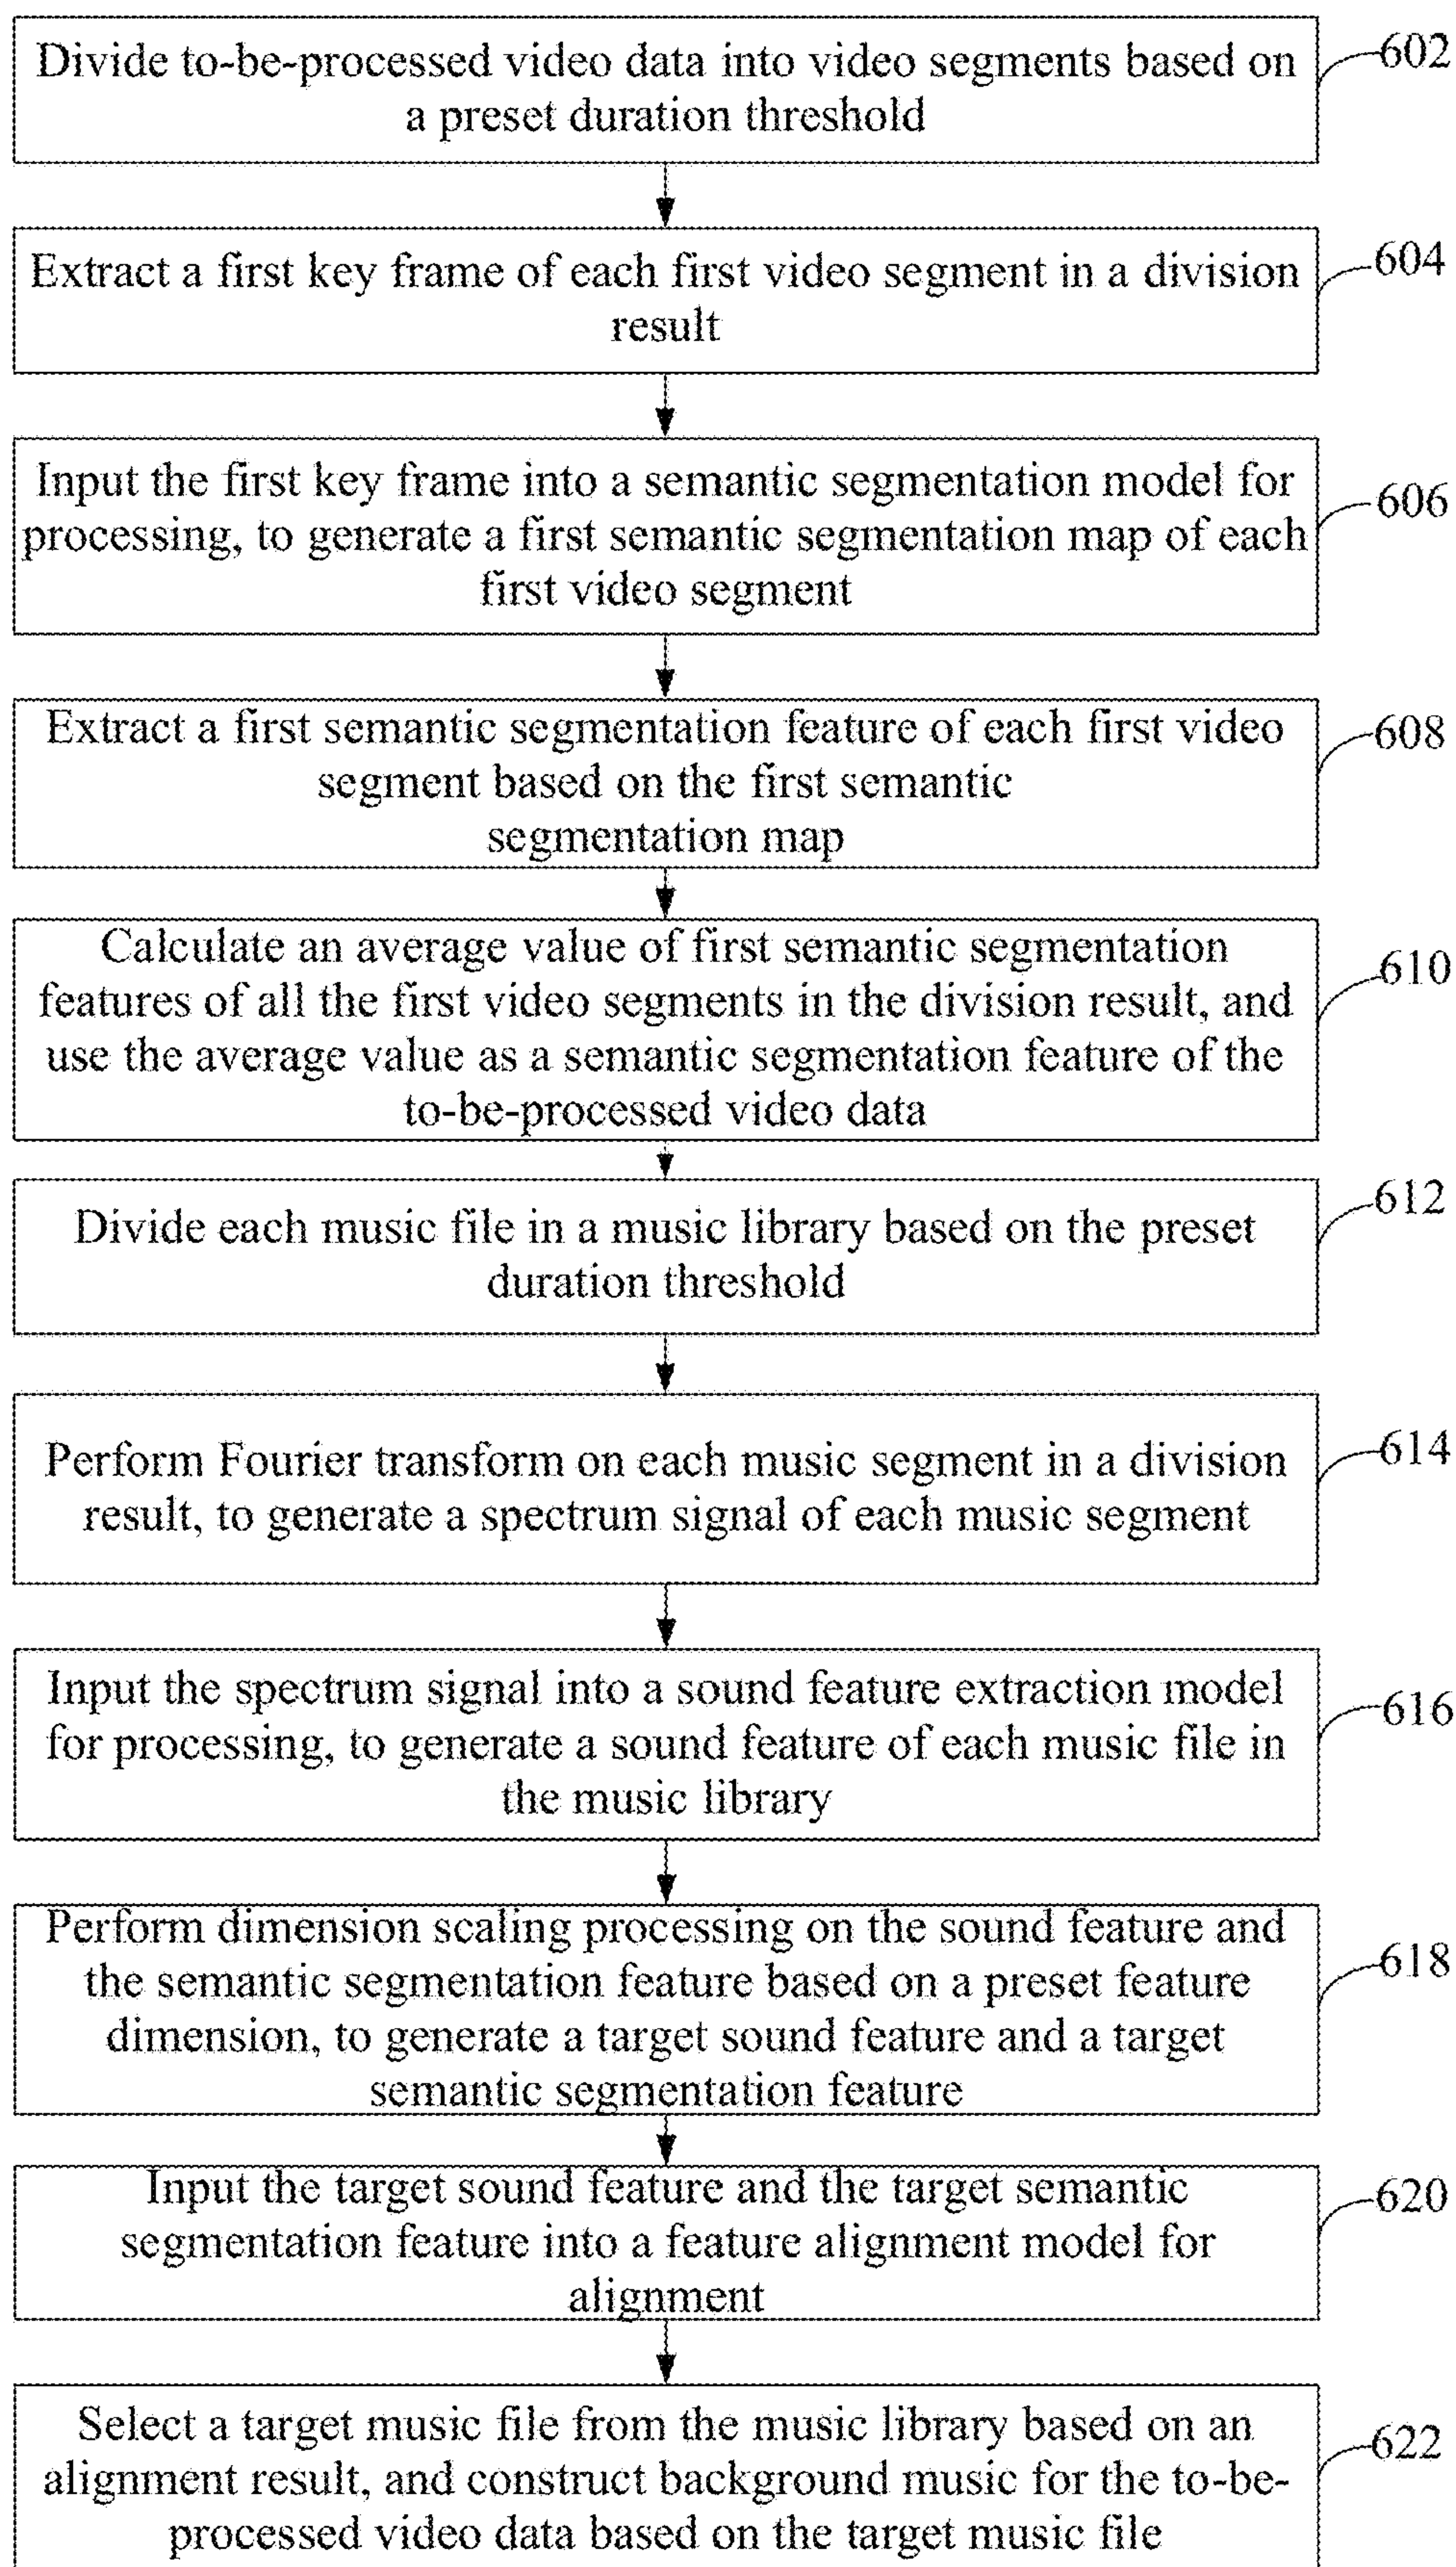 Divide to-be-processed video data into video segments based on
a preset duration threshold
602
Extract a first key frame of each first video segment in a division
result
604
Input the first key frame into a semantic segmentation model for
processing, to generate a first semantic segmentation map of each
first video segment
606
Extract a first semantic segmentation feature of each first video
segment based on the first semantic
segmentation map
608
Calculate an average value of first semantic segmentation
features of all the first video segments in the division result, and
use the average value as a semantic segmentation feature of the
to-be-processed video data
610
Divide each music file in a music library based on the preset
duration threshold
612
Perform Fourier transform on each music segment in a division
result, to generate a spectrum signal of each music segment
614
Input the spectrum signal into a sound feature extraction model
for processing, to generate a sound feature of each music file in
the music library
616
Perform dimension scaling processing on the sound feature and
the semantic segmentation feature based on a preset feature
dimension, to generate a target sound feature and a target
semantic segmentation feature
618
Input the target sound feature and the target semantic
segmentation feature into a feature alignment model for
alignment
620
Select a target music file from the music library based on an
alignment result, and construct background music for the to-be-
processed video data based on the target music file
622